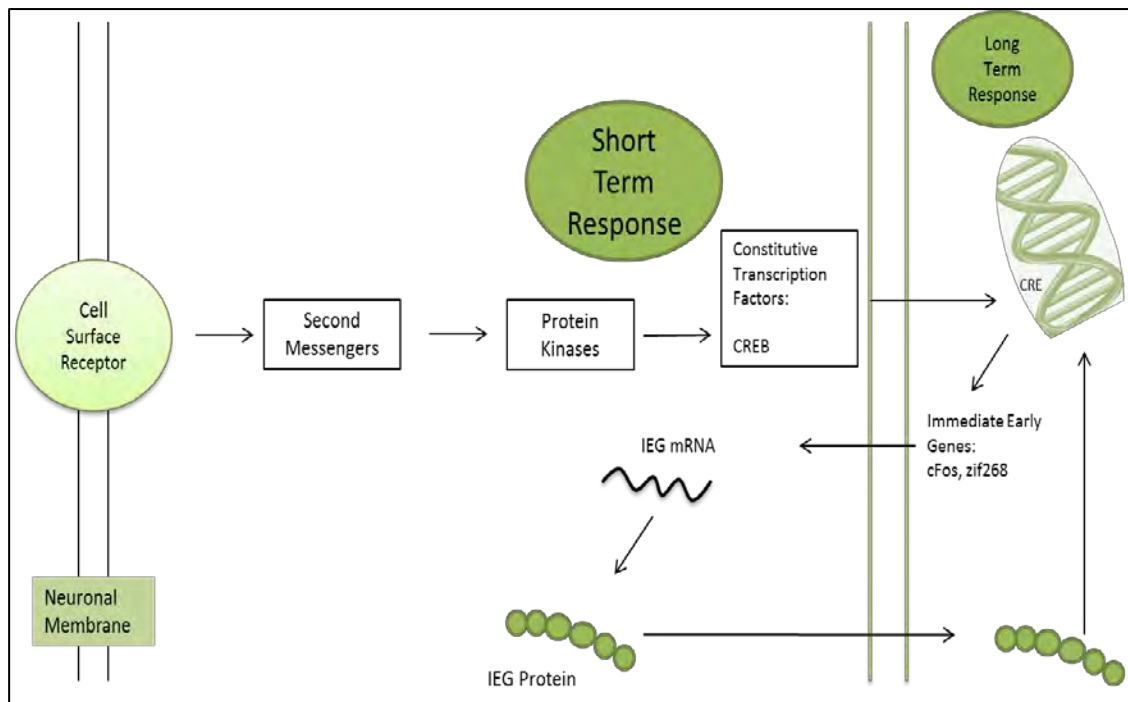 Long
Term
Response
Short
Term
Response
Constitutive
Transcription
Factors:
CREB
CRE
Cell
Surface
Receptor
Second
Messengers
Protein
Kinases
Immediate Early
Genes:
cFos, zif268
IEG mRNA
Neuronal
Membrane
IEG Protein